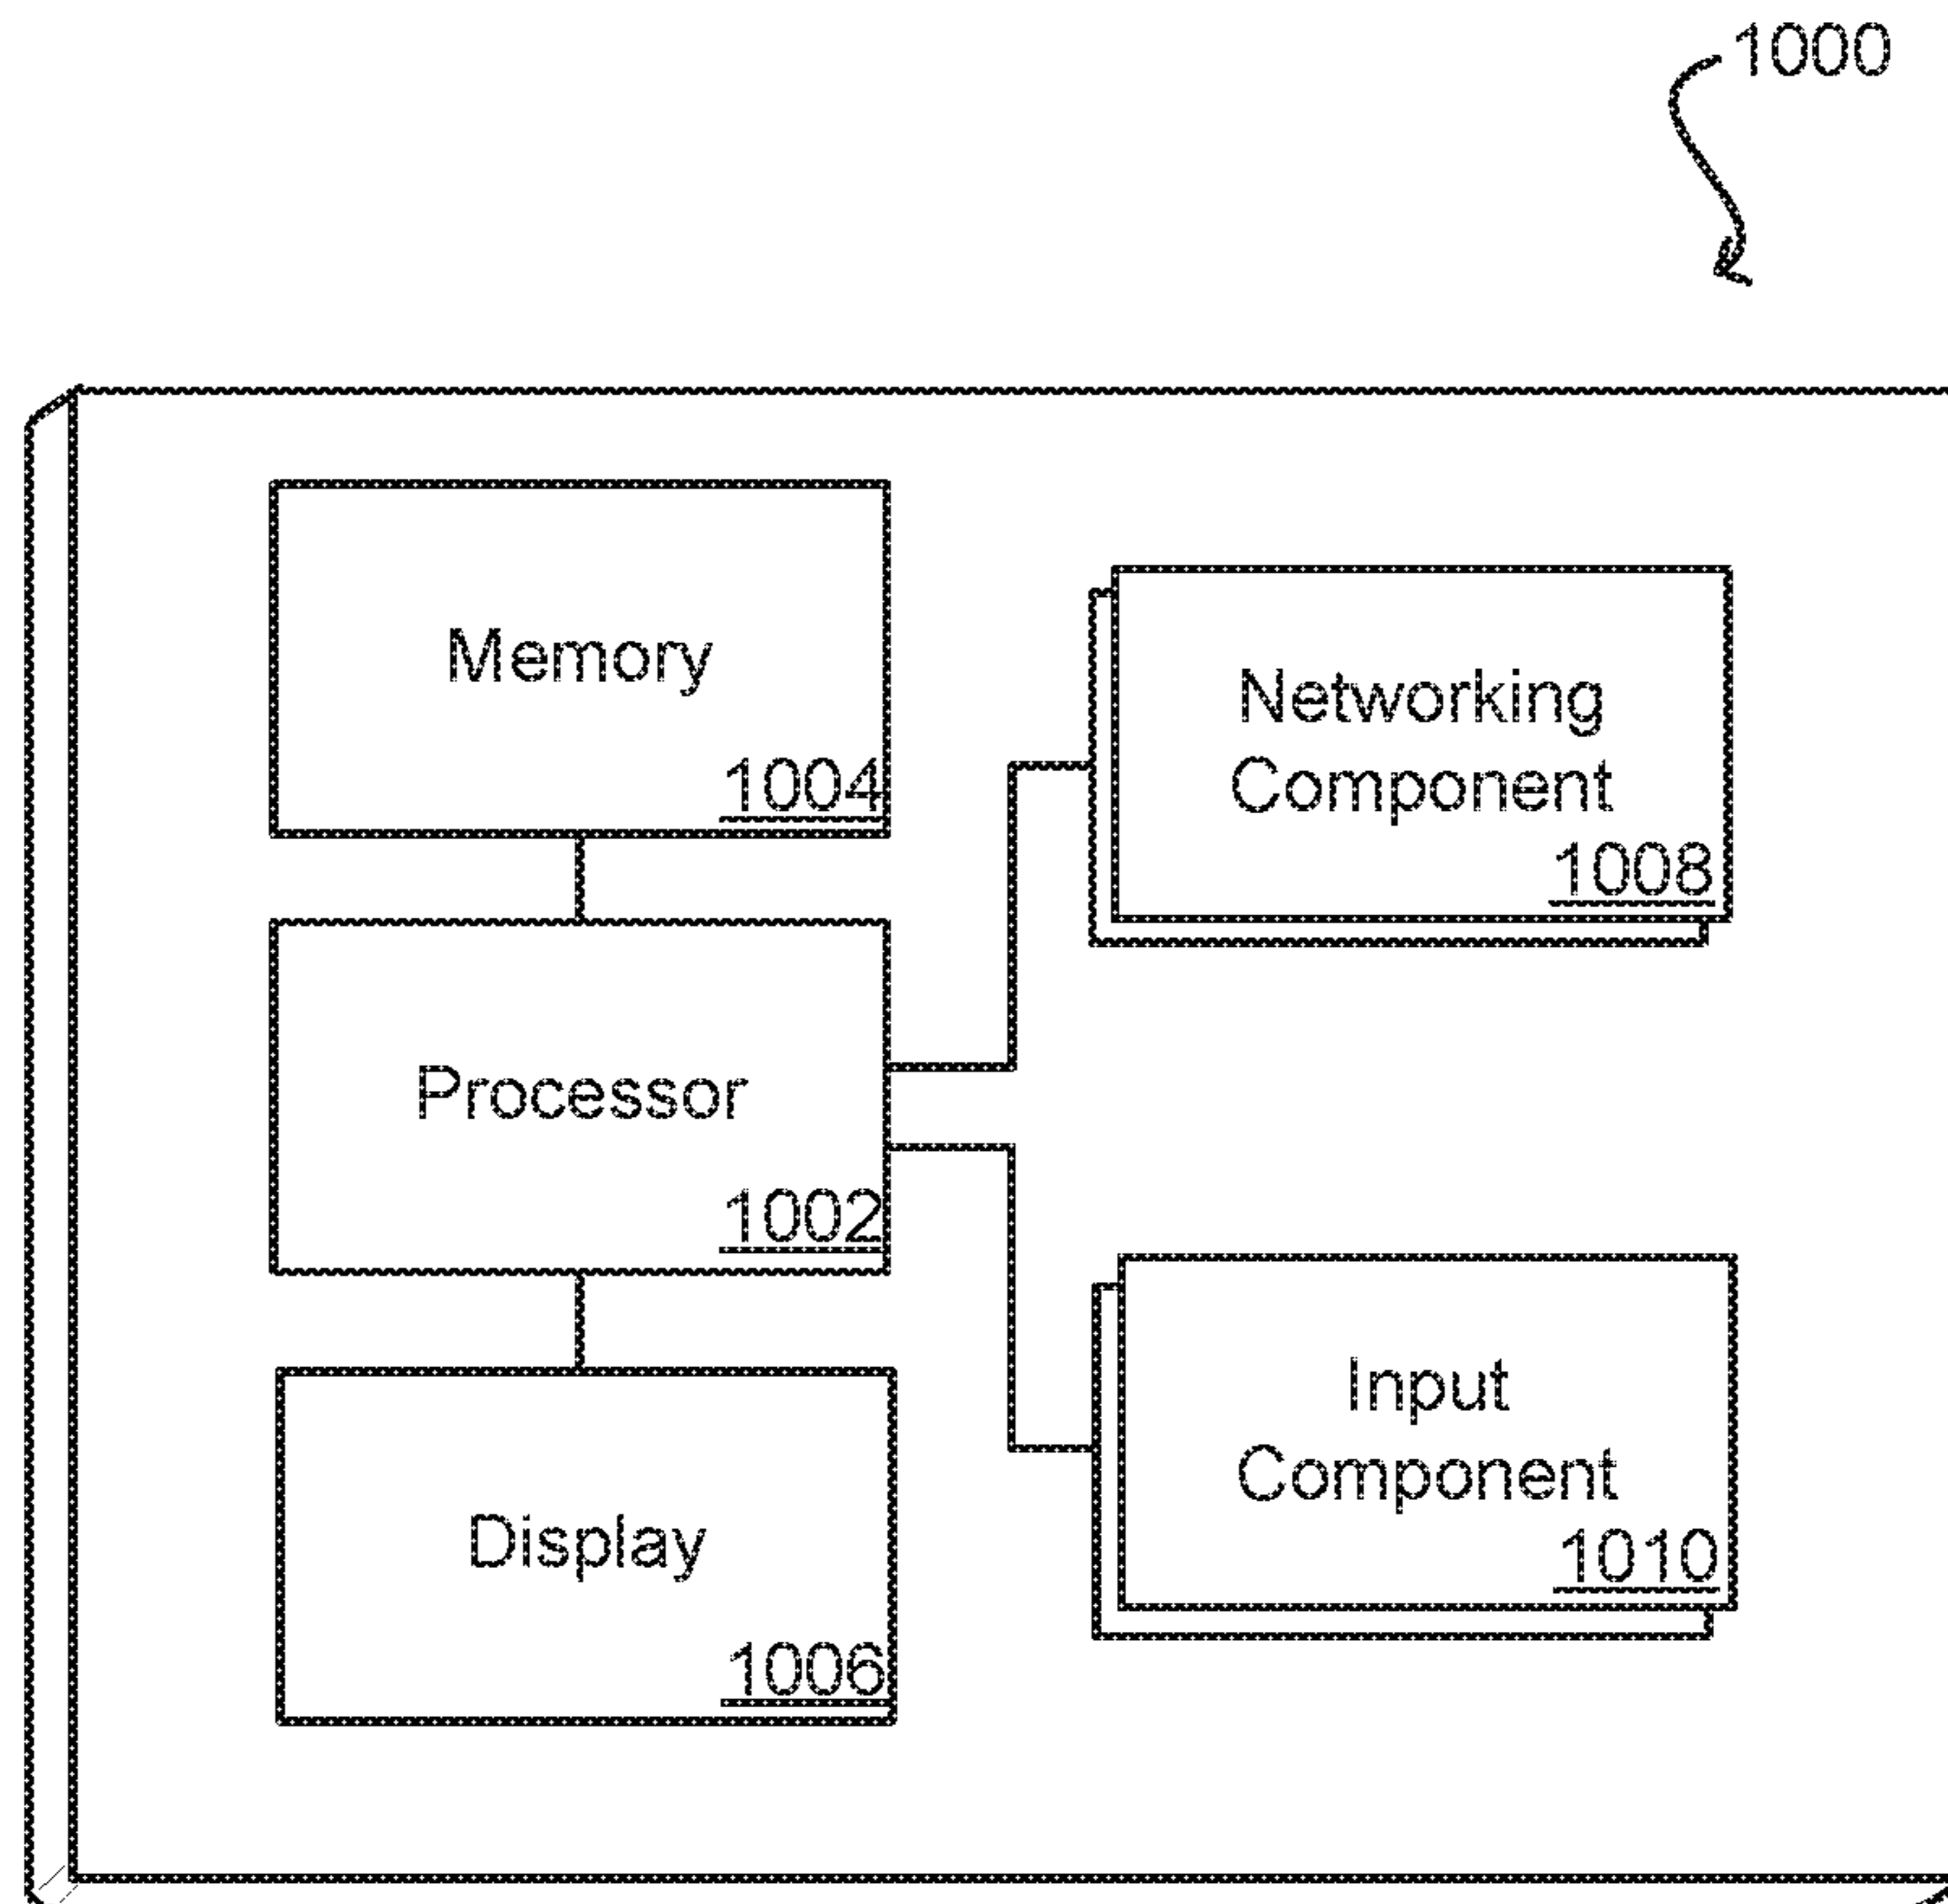 1000
Memory
1004
Networking
Component
1008
Processor
1002
Input
Component
1010
Display
1006